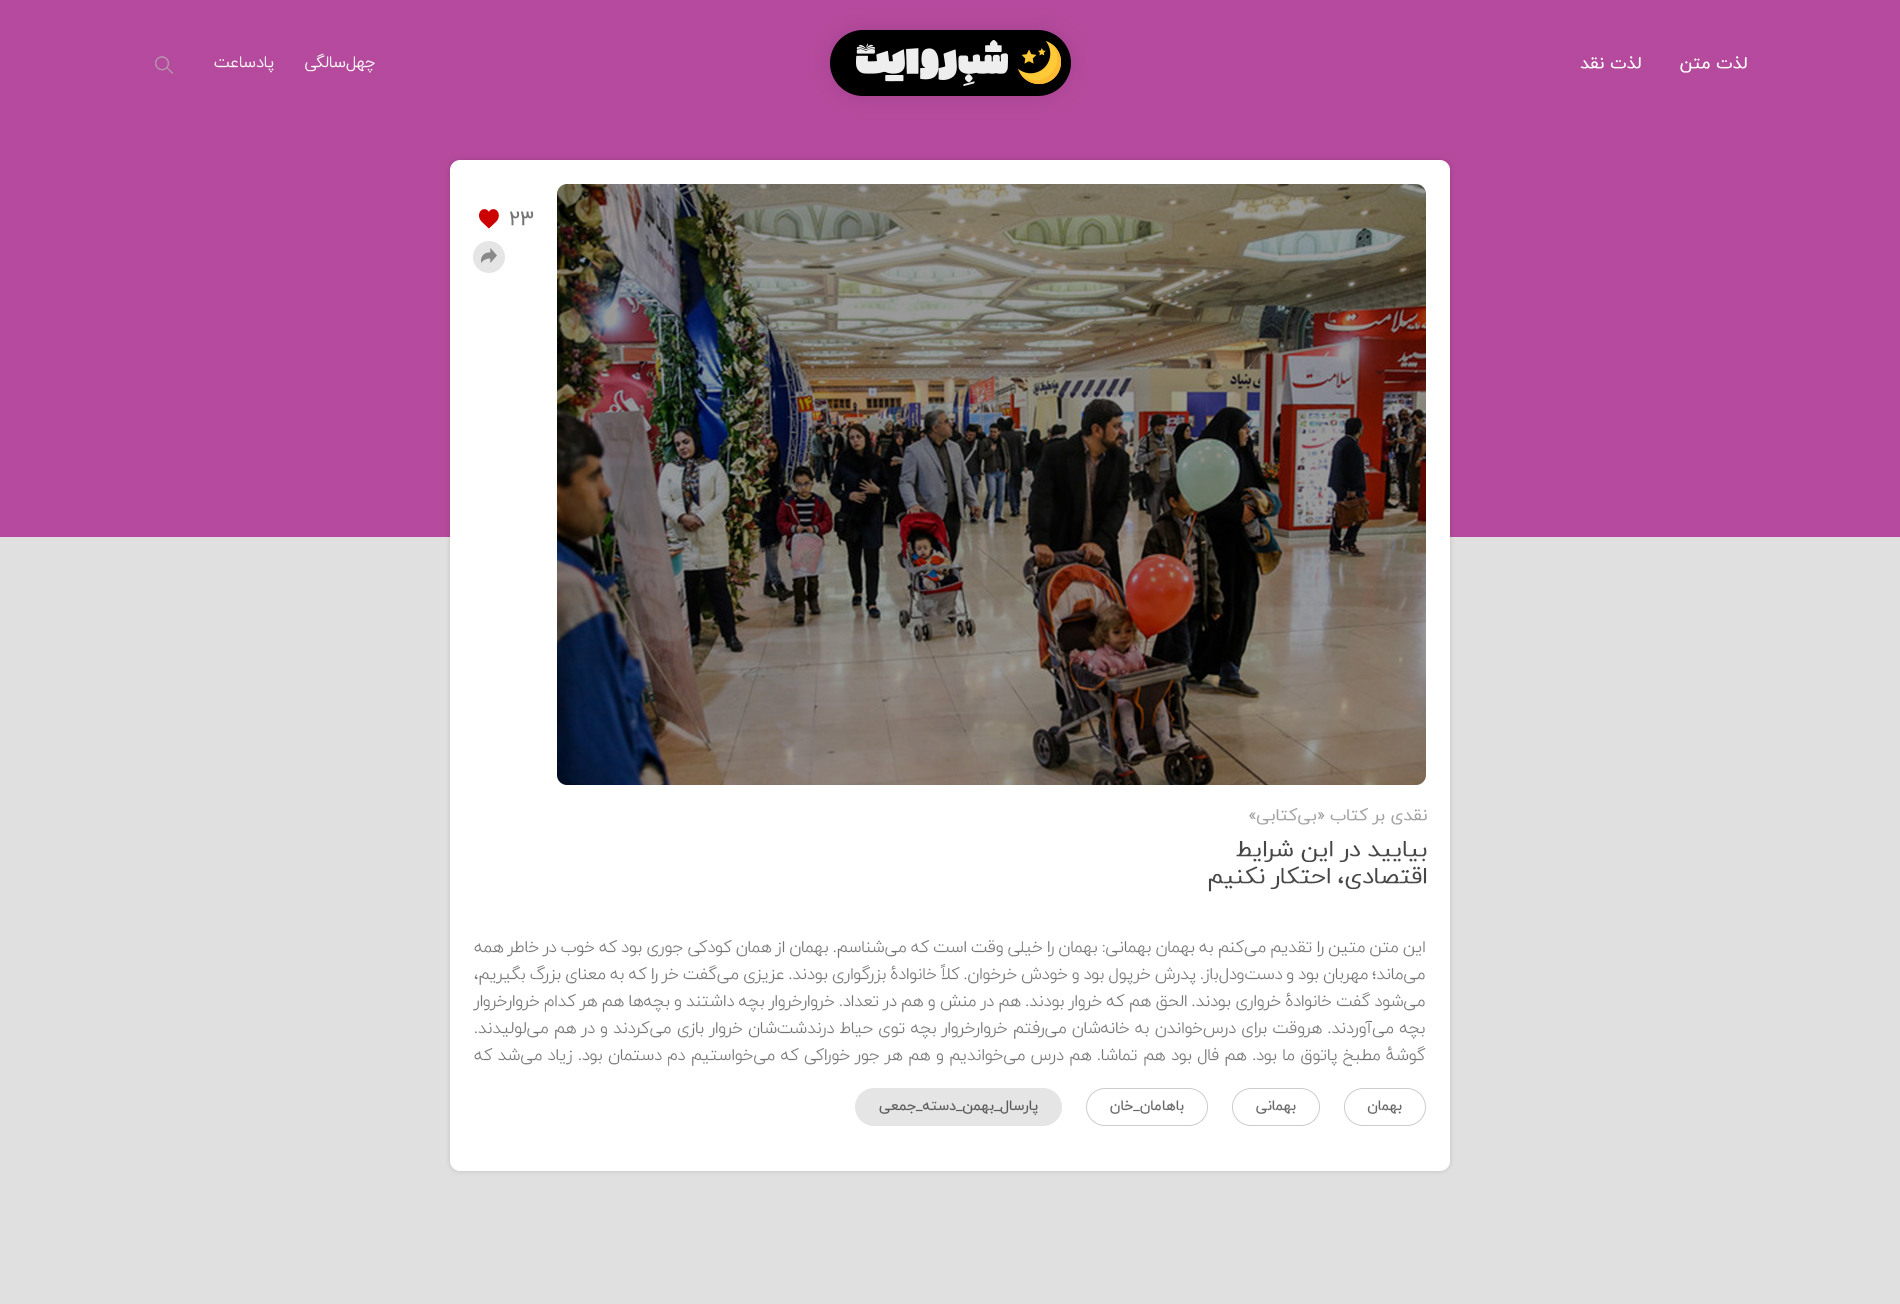 لذت متن
لذت نقد
شبِ روایت
چهل‌سالگی
پادساعت
۲۳
سلامت
سلامت
بنیاد
نقدی بر کتاب «بی‌کتابی»
بیایید در این شرایط
اقتصادی، احتکار نکنیم
این متن متین را تقدیم می‌کنم به بهمان بهمانی: بهمان را خیلی وقت است که می‌شناسم. بهمان از همان کودکی جوری بود که خوب در خاطر همه
می‌ماند؛ مهربان بود و دست‌ودل‌باز. پدرش خرپول بود و خودش خرخوان. کلاً خانوادهٔ بزرگواری بودند. عزیزی می‌گفت خر را که به معنای بزرگ بگیریم،
می‌شود گفت خانوادهٔ خرواری بودند. الحق هم که خروار بودند. هم در منش و هم در تعداد. خروارخروار بچه داشتند و بچه‌ها هم هر کدام خروارخروار
بچه می‌آوردند. هروقت برای درس‌خواندن به خانه‌شان می‌رفتم خروارخروار بچه توی حیاط درندشت‌شان خروار بازی می‌کردند و در هم می‌لولیدند.
گوشهٔ مطبخ پاتوق ما بود. هم فال بود هم تماشا. هم درس می‌خواندیم و هم هر جور خوراکی که می‌خواستیم دم دستمان بود. زیاد می‌شد که
بهمان
بهمانی
باهامان_خان
پارسال_بهمن_دسته_جمعی